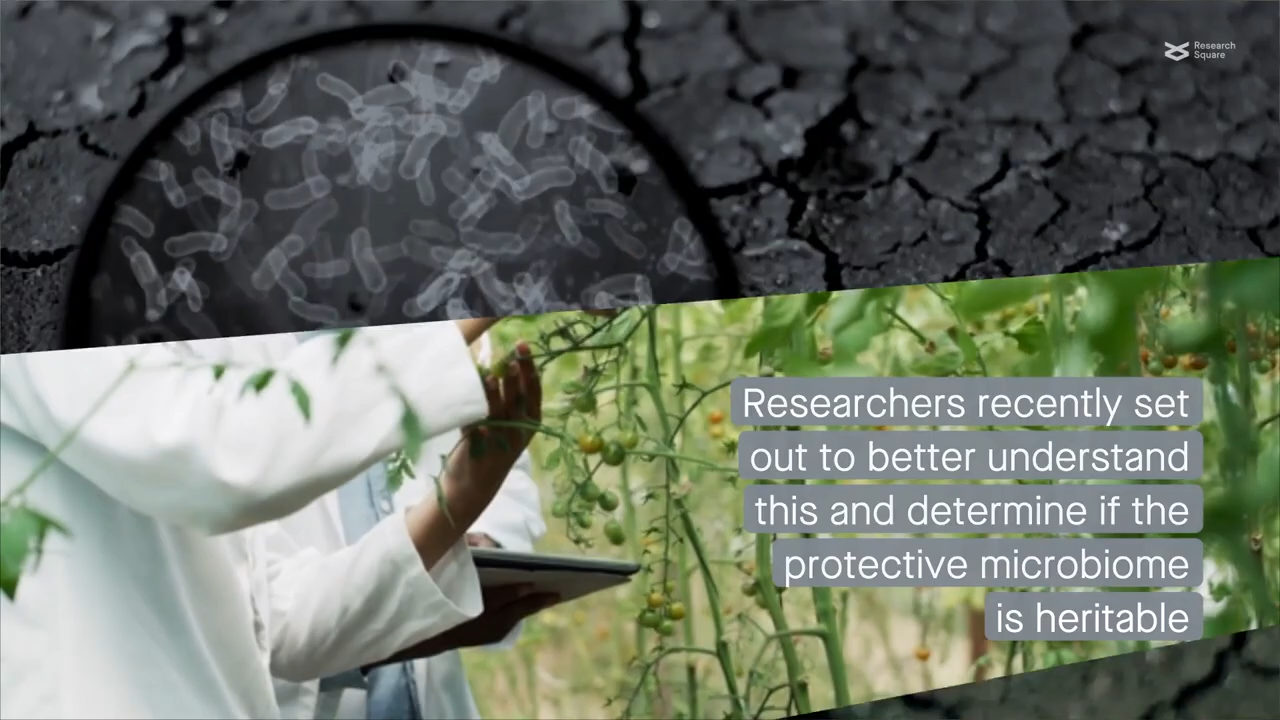 Research
Square
Researchers recently set
out to better understand
this and determine if the
protective microbiome
is heritable